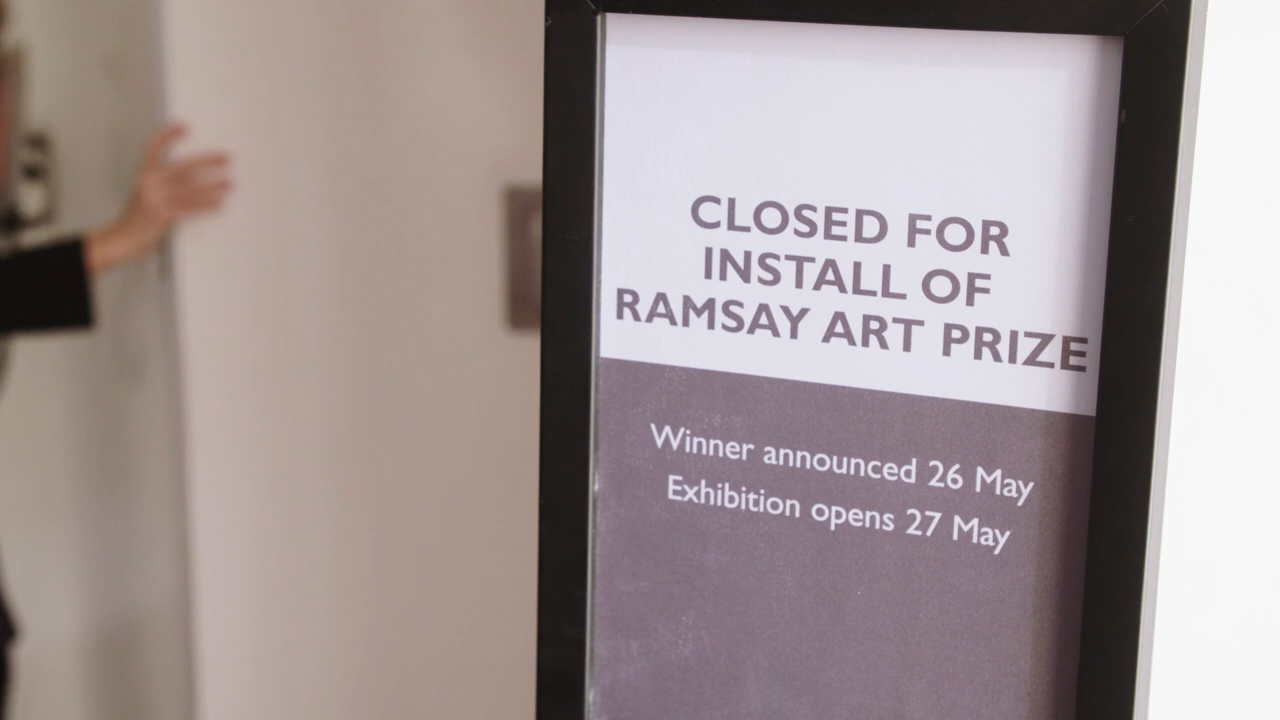 CLOSED FOR
INSTALL OF
RAMSAY ART PRIZE
Winner announced 26 May
Exhibition opens 27 May